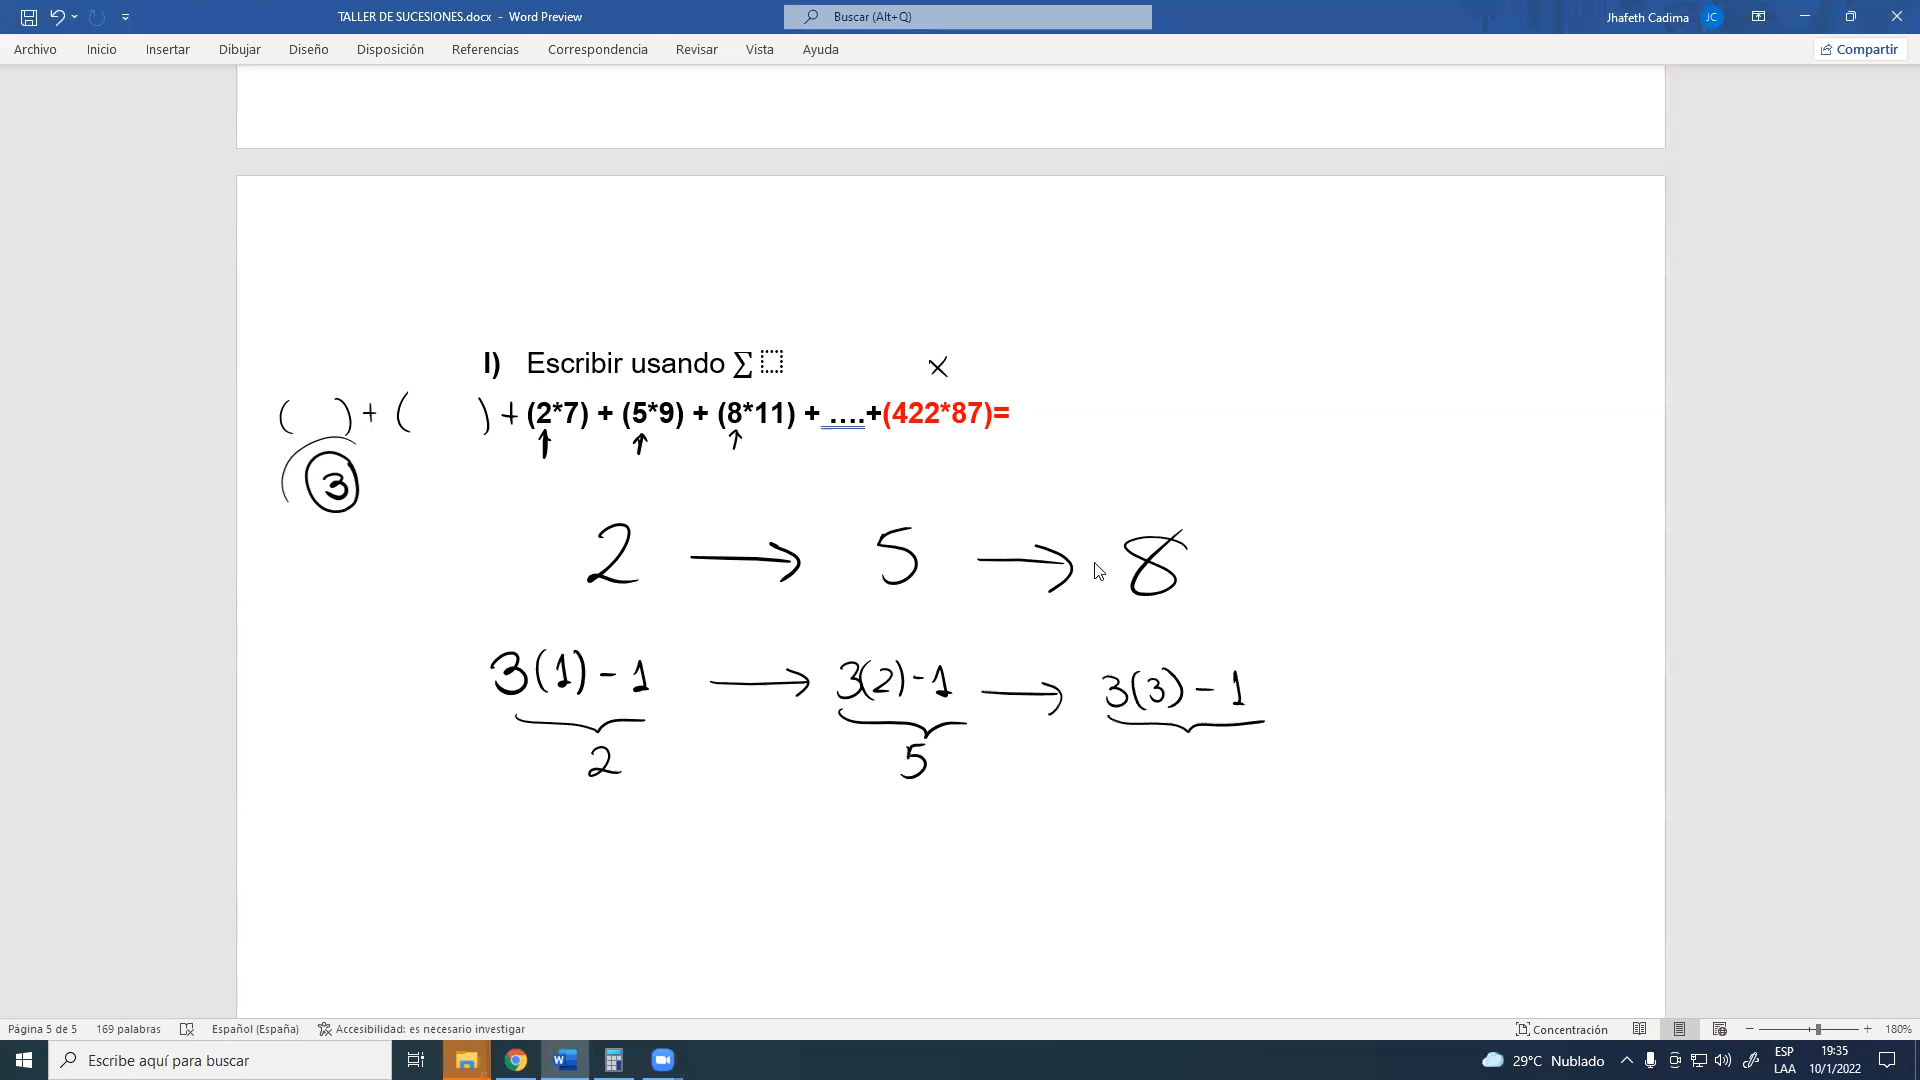 TALLER DE SUCESIONES.docx - Word Preview
Buscar (Alt+Q)
Jhafeth Cadima JC
Archivo Inicio Insertar Dibujar Diseño Disposición Referencias Correspondencia Revisar Vista Ayuda Compartir
I) Escribir usando ∑ ×
( ) + ( ) + (2*7) + (5*9) + (8*11) + ....+(422*87)=
3
2 → 5 → 8
3(1) - 1 → 3(2) - 1 → 3(3) - 1
2 5
Página 5 de 5 169 palabras Español (España) Accesibilidad: es necesario investigar Concentración 180%
Escribe aquí para buscar 29°C Nublado ESP LAA 19:35 10/1/2022